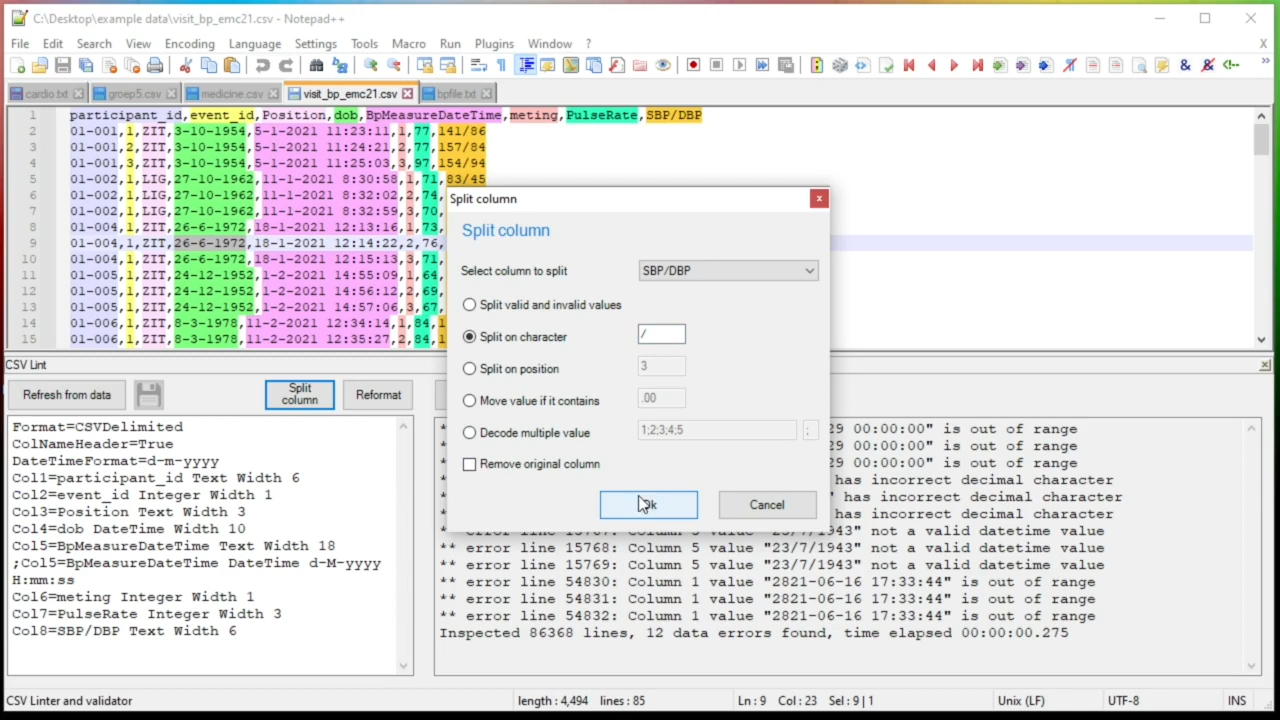 C:\Desktop\example data\visit_bp_emc21.csv - Notepad++
File Edit Search View Encoding Language Settings Tools Macro Run Plugins Window ? X
cardio.txt groep5.csv medicine.csv visit_bp_emc21.csv bpfile.txt
1 participant_id,event_id,Position,dob,BpMeasureDateTime,meting,PulseRate,SBP/DBP
2 01-001,1,ZIT,3-10-1954,5-1-2021 11:23:11,1,77,141/86
3 01-001,2,ZIT,3-10-1954,5-1-2021 11:24:21,2,77,157/84
4 01-001,3,ZIT,3-10-1954,5-1-2021 11:25:03,3,97,154/94
5 01-002,1,LIG,27-10-1962,11-1-2021 8:30:58,1,71,83/45
6 01-002,1,LIG,27-10-1962,11-1-2021 8:32:02,2,74,
7 01-002,1,LIG,27-10-1962,11-1-2021 8:32:59,3,70,
8 01-004,1,ZIT,26-6-1972,18-1-2021 12:13:16,1,73,
9 01-004,1,ZIT,26-6-1972,18-1-2021 12:14:22,2,76,
10 01-004,1,ZIT,26-6-1972,18-1-2021 12:15:13,3,71,
11 01-005,1,ZIT,24-12-1952,1-2-2021 14:55:09,1,64,
12 01-005,1,ZIT,24-12-1952,1-2-2021 14:56:12,2,69,
13 01-005,1,ZIT,24-12-1952,1-2-2021 14:57:06,3,67,
14 01-006,1,ZIT,8-3-1978,11-2-2021 12:34:14,1,84,1
15 01-006,1,ZIT,8-3-1978,11-2-2021 12:35:27,2,84,1
Split column
Split column
Select column to split SBP/DBP
Split valid and invalid values
Split on character /
Split on position 3
Move value if it contains .00
Decode multiple value 1;2;3;4;5 ;
Remove original column
Ok Cancel
CSV Lint
Refresh from data Split column Reformat
Format=CSVDelimited
ColNameHeader=True
DateTimeFormat=d-m-yyyy
Col1=participant_id Text Width 6
Col2=event_id Integer Width 1
Col3=Position Text Width 3
Col4=dob DateTime Width 10
Col5=BpMeasureDateTime Text Width 18
;Col5=BpMeasureDateTime DateTime d-M-yyyy
H:mm:ss
Col6=meting Integer Width 1
Col7=PulseRate Integer Width 3
Col8=SBP/DBP Text Width 6
29 00:00:00" is out of range
29 00:00:00" is out of range
29 00:00:00" is out of range
has incorrect decimal character
" has incorrect decimal character
has incorrect decimal character
** error line 15767: Column 5 value "23/7/1943" not a valid datetime value
** error line 15768: Column 5 value "23/7/1943" not a valid datetime value
** error line 15769: Column 5 value "23/7/1943" not a valid datetime value
** error line 54830: Column 1 value "2821-06-16 17:33:44" is out of range
** error line 54831: Column 1 value "2821-06-16 17:33:44" is out of range
** error line 54832: Column 1 value "2821-06-16 17:33:44" is out of range
Inspected 86368 lines, 12 data errors found, time elapsed 00:00:00.275
CSV Linter and validator length : 4,494 lines : 85 Ln : 9 Col : 23 Sel : 9 | 1 Unix (LF) UTF-8 INS